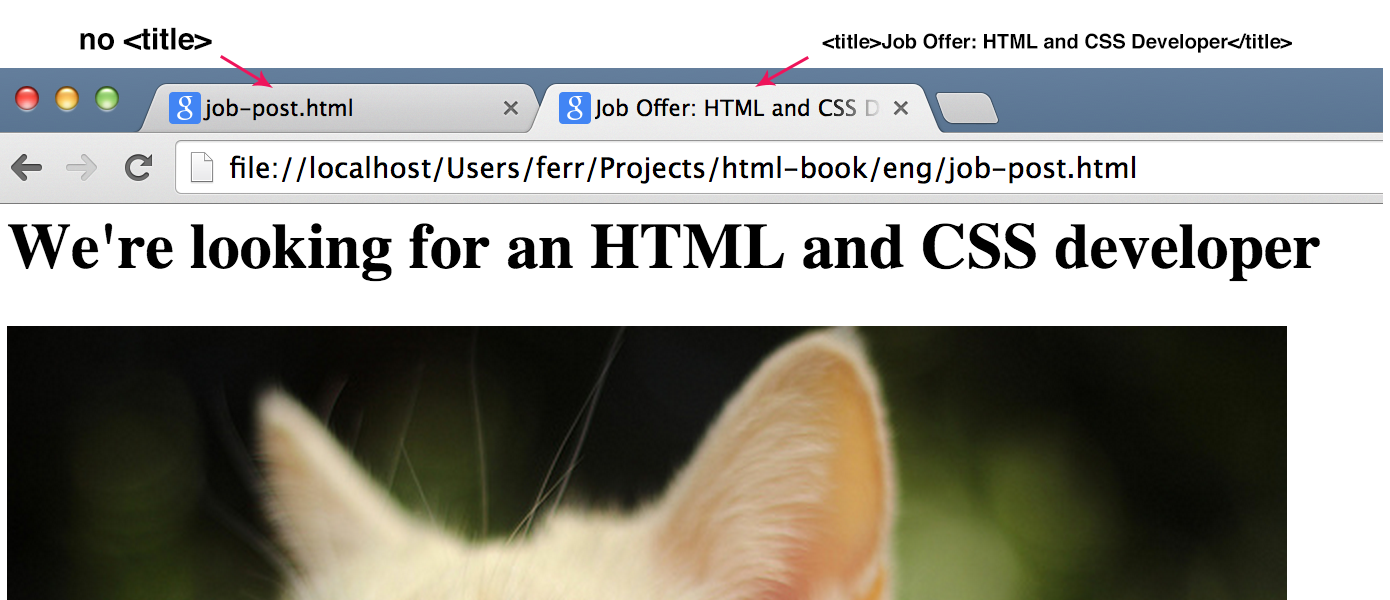 no <title>
<title>Job Offer: HTML and CSS Developer</title>
g job-post.html
g Job Offer: HTML and CSS D
file://localhost/Users/ferr/Projects/html-book/eng/job-post.html
We're looking for an HTML and CSS developer